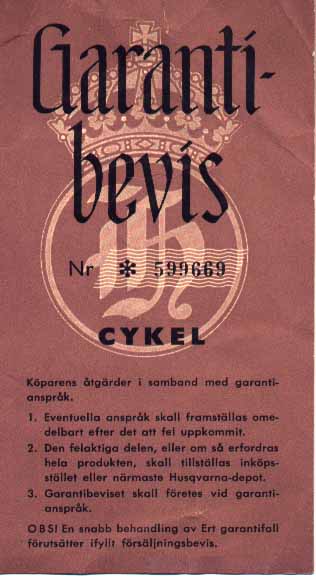 Garanti-
bevis
Nr * 599669
H
CYKEL
Köparens åtgärder i samband med garanti-
anspråk.
1. Eventuella anspråk skall framställas ome-
delbart efter det att fel uppkommit.
2. Den felaktiga delen, eller om så erfordras
hela produkten, skall tillställas inköps-
stället eller närmaste Husqvarna-depot.
3. Garantibeviset skall företes vid garanti-
anspråk.
OBS! En snabb behandling av Ert garantifall
förutsätter ifyllt försäljningsbevis.